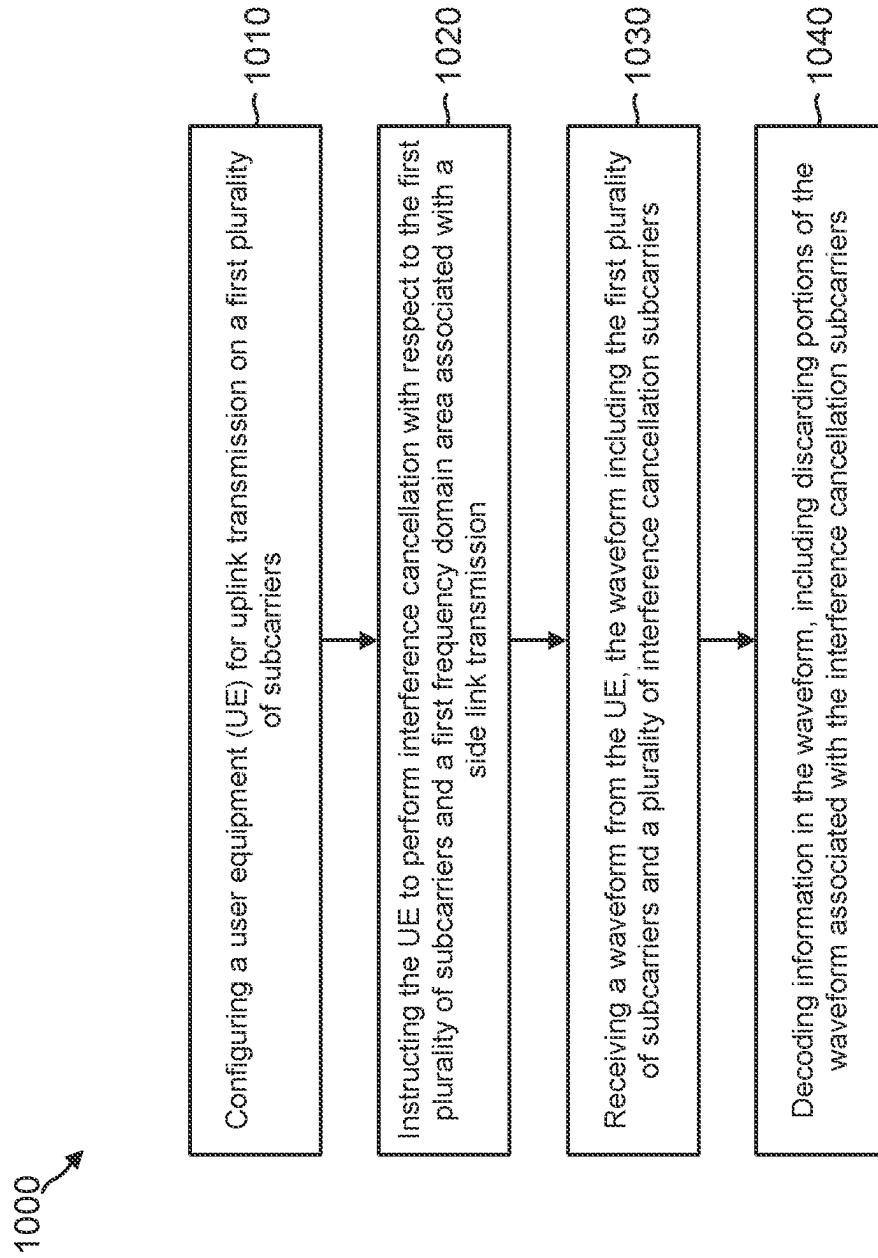 1000
Configuring a user equipment (UE) for uplink transmission on a first plurality
of subcarriers
1010
Instructing the UE to perform interference cancellation with respect to the first
plurality of subcarriers and a first frequency domain area associated with a
side link transmission
1020
Receiving a waveform from the UE, the waveform including the first plurality
of subcarriers and a plurality of interference cancellation subcarriers
1030
Decoding information in the waveform, including discarding portions of the
waveform associated with the interference cancellation subcarriers
1040